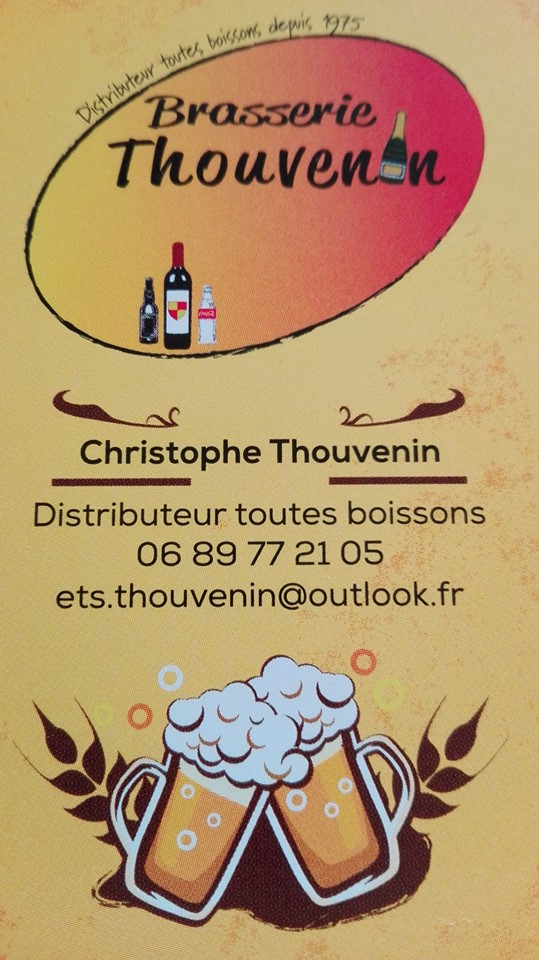 Distributeur toutes boissons depuis 1975
Brasserie
Thouvenin
Christophe Thouvenin
Distributeur toutes boissons
06 89 77 21 05
ets.thouvenin@outlook.fr